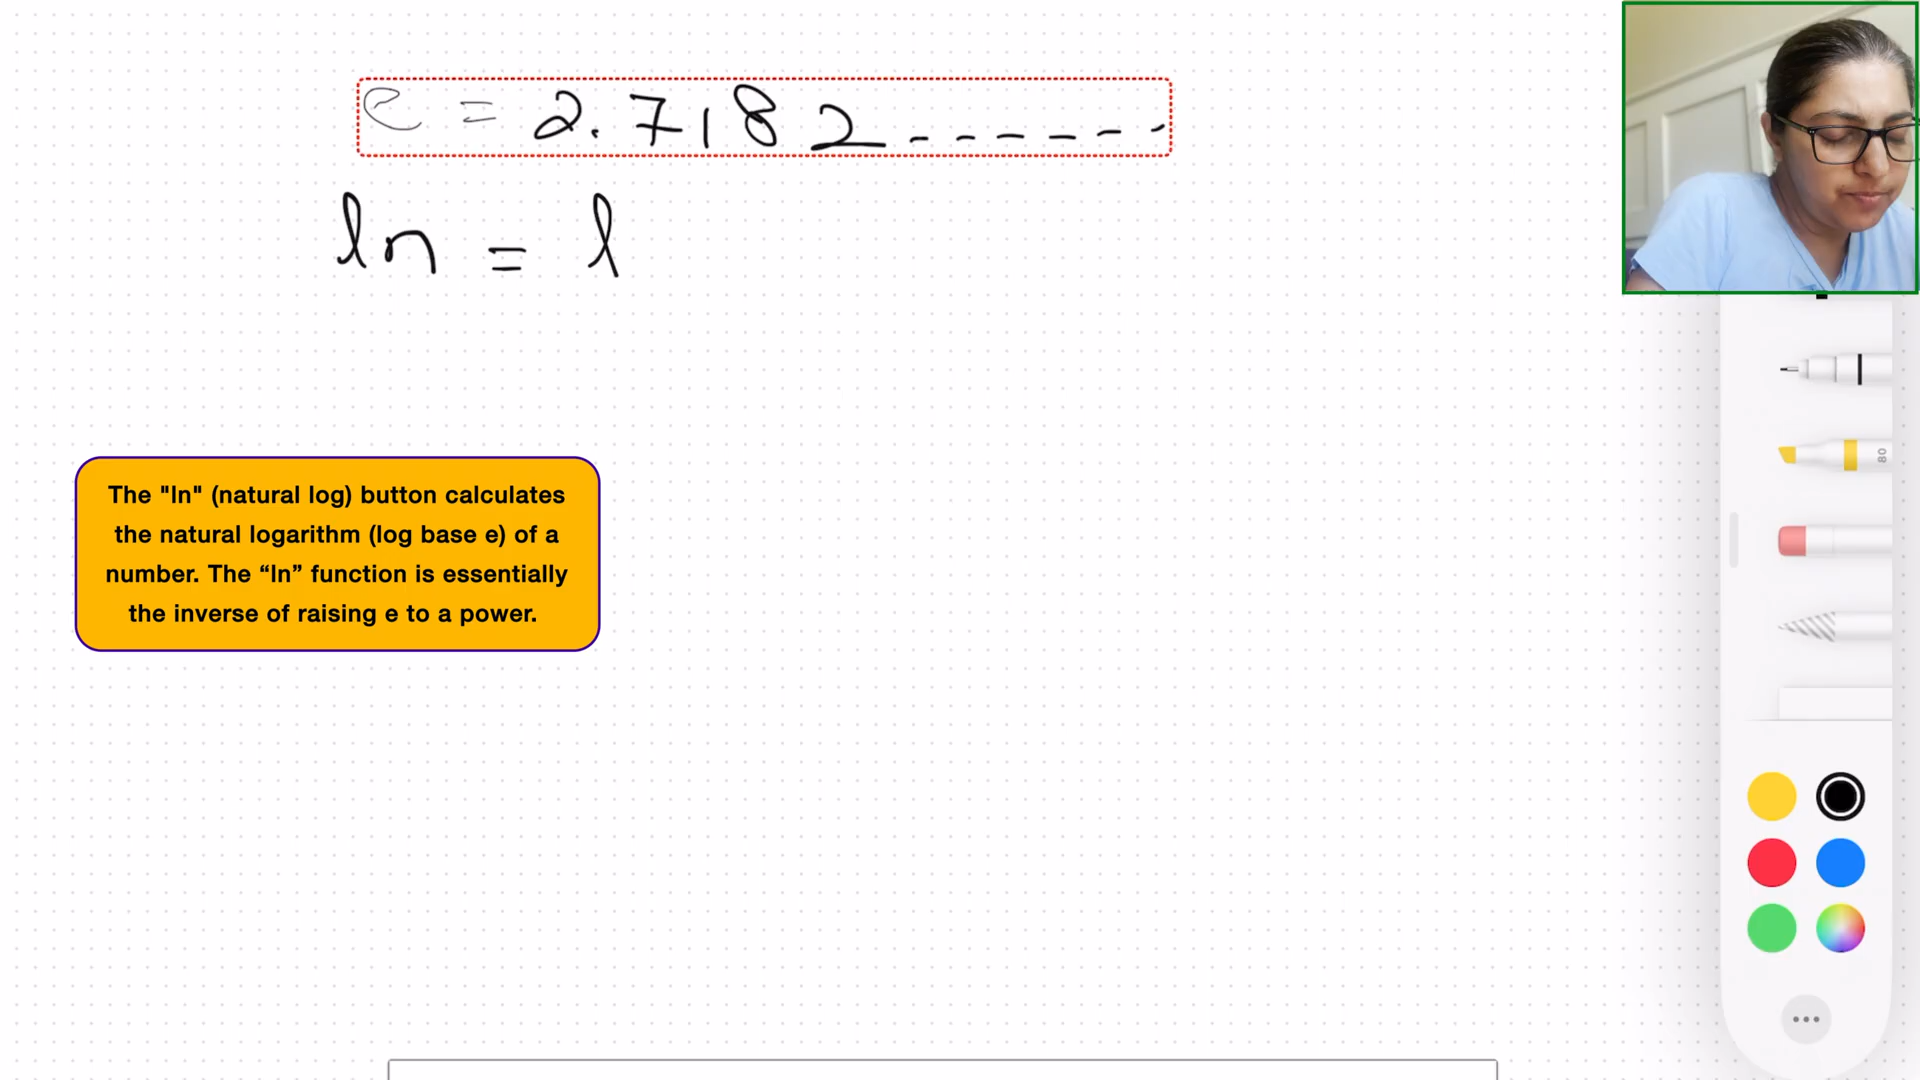 e = 2.7182 ------
ln = l
The "ln" (natural log) button calculates
the natural logarithm (log base e) of a
number. The “ln” function is essentially
the inverse of raising e to a power.
80